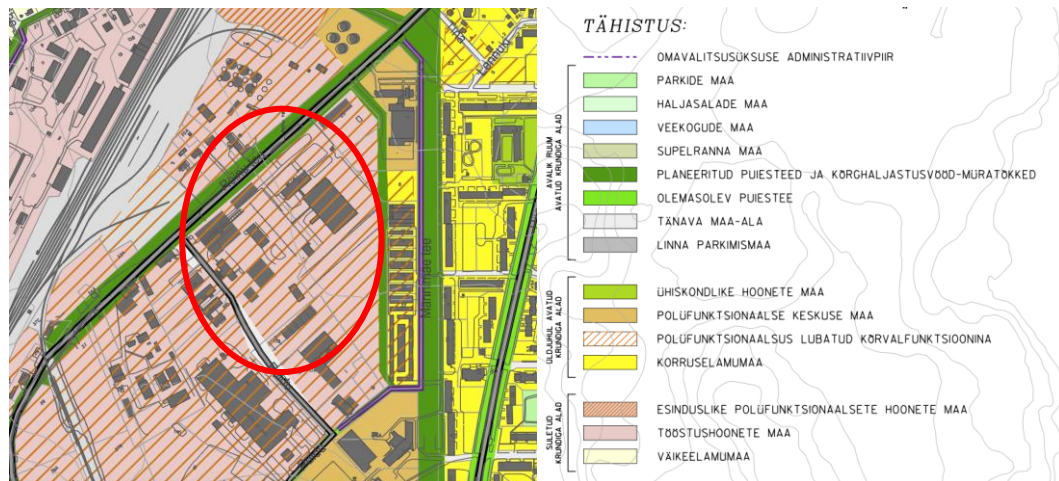 Lennuki
Männimäe tee
TÄHISTUS:
OMAVALITSUSÜKSUSE ADMINISTRATIIVPIIR
AVALIK RUUM
AVATUD KRUNDIGA ALAD
PARKIDE MAA
HALJASALADE MAA
VEEKOGUDE MAA
SUPELRANNA MAA
PLANEERITUD PUIESTEED JA KÕRGHALJASTUSVÖÖD-MÜRATÕKKED
OLEMASOLEV PUIESTEE
TÄNAVA MAA-ALA
LINNA PARKIMISMAA
ÜLDJUHUL AVATUD
KRUNDIGA ALAD
ÜHISKONDLIKE HOONETE MAA
POLÜFUNKTSIONAALSE KESKUSE MAA
POLÜFUNKTSIONAALSUS LUBATUD KÕRVALFUNKTSIOONINA
KORRUSELAMUMAA
SULETUD
KRUNDIGA ALAD
ESINDUSLIKE POLÜFUNKTSIONAALSETE HOONETE MAA
TÖÖSTUSHOONETE MAA
VÄIKEELAMUMAA